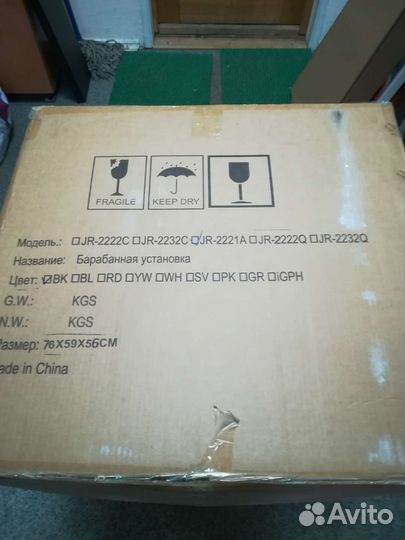 FRAGILE KEEP DRY
Модель.: ☐JR-2222C ☐JR-2232C ☑JR-2221A ☐JR-2222Q ☐JR-2232Q
Название: Барабанная установка
Цвет: ☑BK ☐BL ☐RD ☐YW ☐WH ☐SV ☐PK ☐GR ☐iGPH
G.W.: KGS
N.W.: KGS
Размер: 76X59X56CM
ade in China
Avito